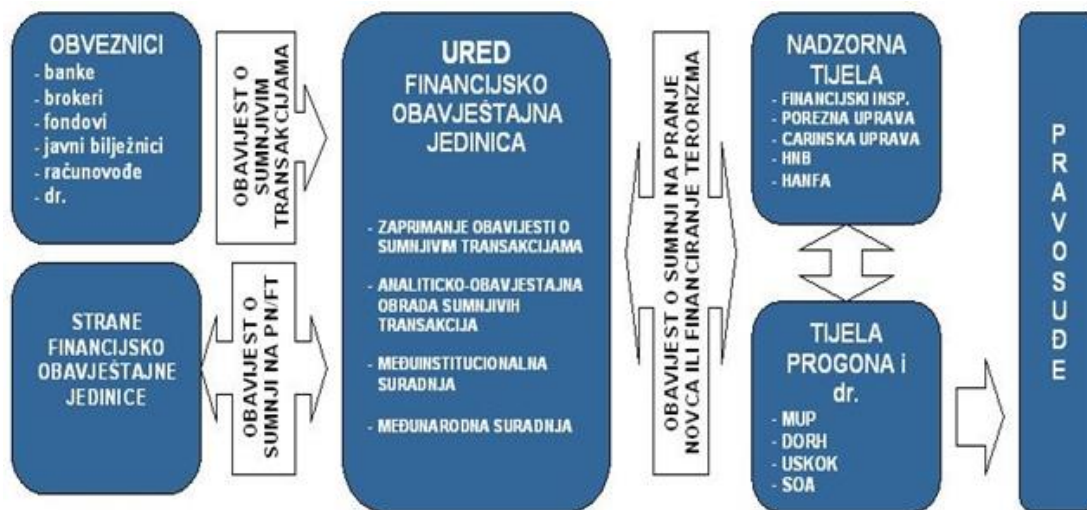 OBVEZNICI
- banke
- brokeri
- fondovi
- javni bilježnici
- računovođe
- dr.
OBAVIJEST O
SUMNJIVIM
TRANSAKCIJAMA
STRANE
FINANCIJSKO
OBAVJEŠTAJNE
JEDINICE
OBAVIJEST O
SUMNJI NA PN/FT
URED
FINANCIJSKO
OBAVJEŠTAJNA
JEDINICA
- ZAPRIMANJE OBAVIJESTI O
SUMNJIVIM TRANSAKCIJAMA
- ANALITICKO-OBAVJESTAJNA
OBRADA SUMNJIVIH
TRANSAKCIJA
- MEĐUINSTITUCIONALNA
SURADNJA
- MEĐUNARODNA SURADNJA
OBAVIJEST O SUMNJI NA PRANJE
NOVCA ILI FINANCIRANJE TERORIZMA
NADZORNA
TIJELA
- FINANCIJSKI INSP.
- POREZNA UPRAVA
- CARINSKA UPRAVA
- HNB
- HANFA
TIJELA
PROGONA i
dr.
- MUP
- DORH
- USKOK
- SOA
PRAVOSUĐE